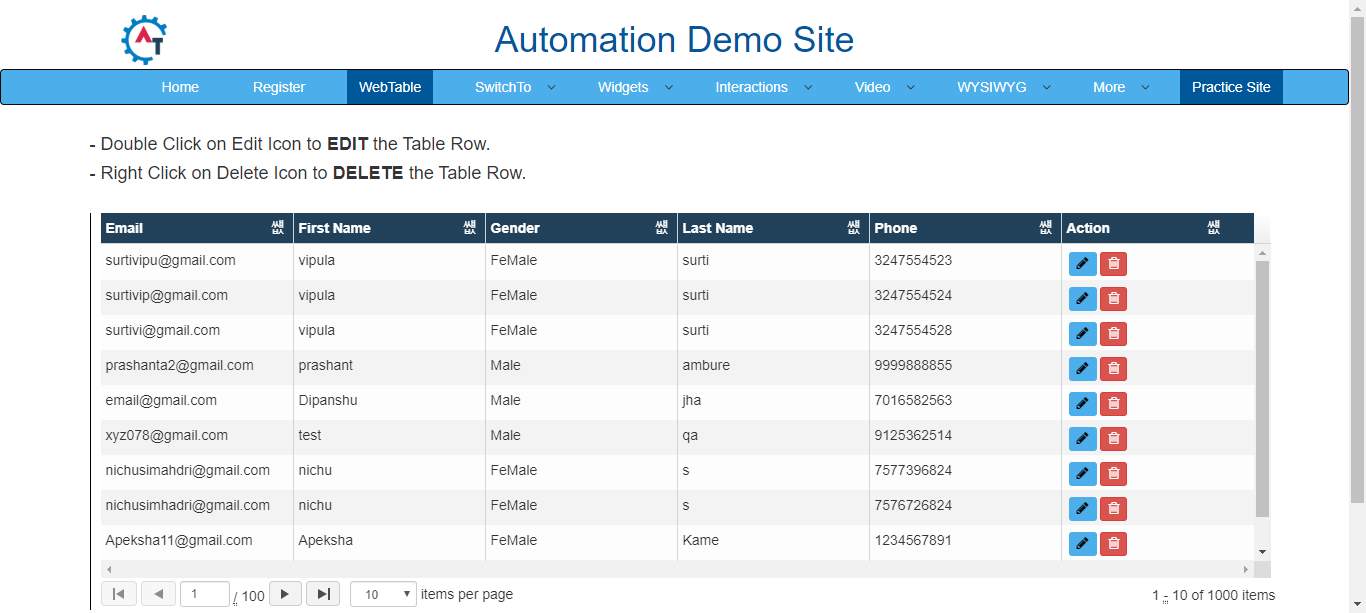 AT
Automation Demo Site
Home Register WebTable SwitchTo Widgets Interactions Video WYSIWYG More Practice Site
- Double Click on Edit Icon to EDIT the Table Row.
- Right Click on Delete Icon to DELETE the Table Row.
Email First Name Gender Last Name Phone Action
surtivipu@gmail.com vipula FeMale surti 3247554523
surtivip@gmail.com vipula FeMale surti 3247554524
surtivi@gmail.com vipula FeMale surti 3247554528
prashanta2@gmail.com prashant Male ambure 9999888855
email@gmail.com Dipanshu Male jha 7016582563
xyz078@gmail.com test Male qa 9125362514
nichusimahdri@gmail.com nichu FeMale s 7577396824
nichusimhadri@gmail.com nichu FeMale s 7576726824
Apeksha11@gmail.com Apeksha FeMale Kame 1234567891
1 / 100 10 items per page 1 - 10 of 1000 items